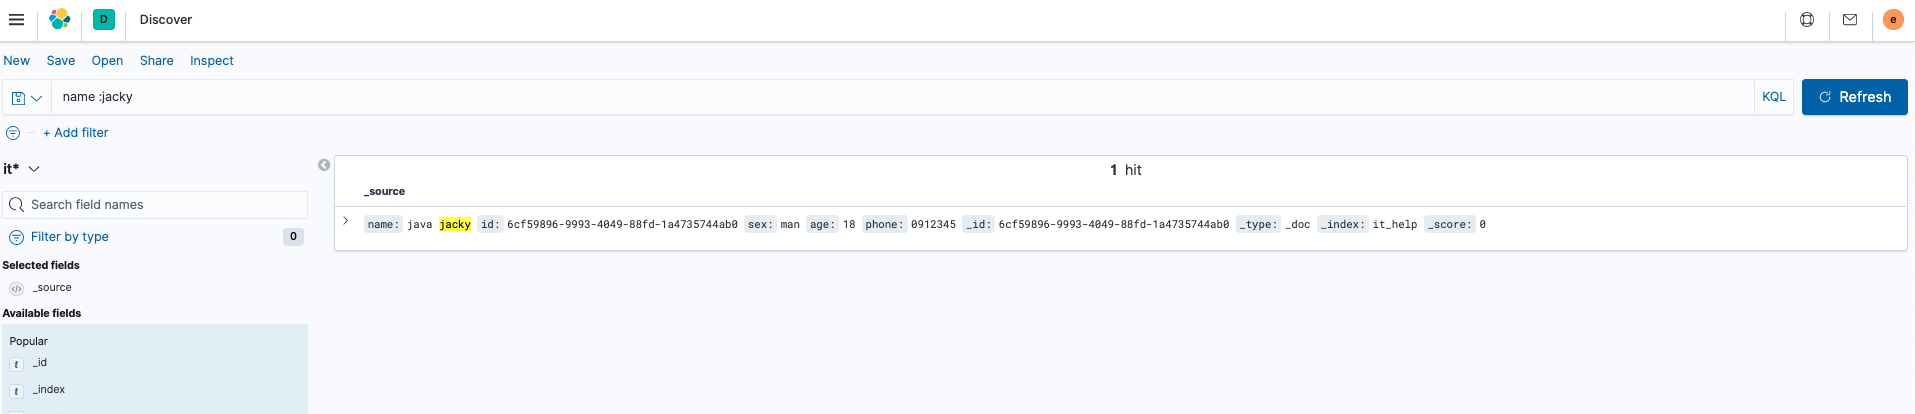 D Discover e
New Save Open Share Inspect
name :jacky KQL Refresh
+ Add filter
it*
1 hit
_source
Search field names
name: java jacky id: 6cf59896-9993-4049-88fd-1a4735744ab0 sex: man age: 18 phone: 0912345 _id: 6cf59896-9993-4049-88fd-1a4735744ab0 _type: _doc _index: it_help _score: 0
Filter by type 0
Selected fields
_source
Available fields
Popular
t _id
t _index